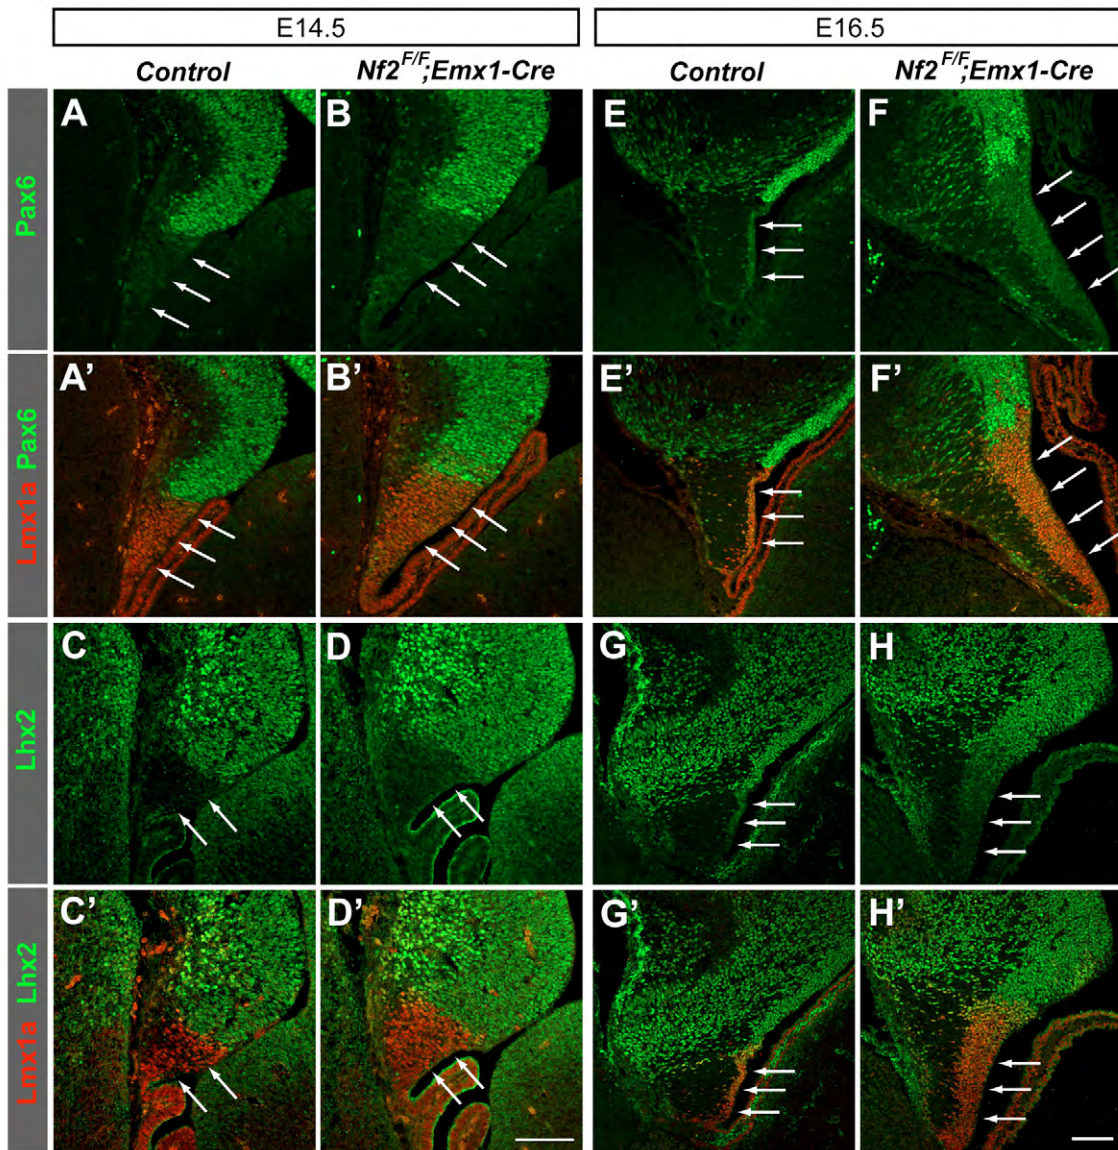 E14.5 E16.5
Control Nf2F/F;Emx1-Cre Control Nf2F/F;Emx1-Cre
Pax6
A B E F
Lmx1a Pax6
A' B' E' F'
Lhx2
C D G H
Lmx1a Lhx2
C' D' G' H'